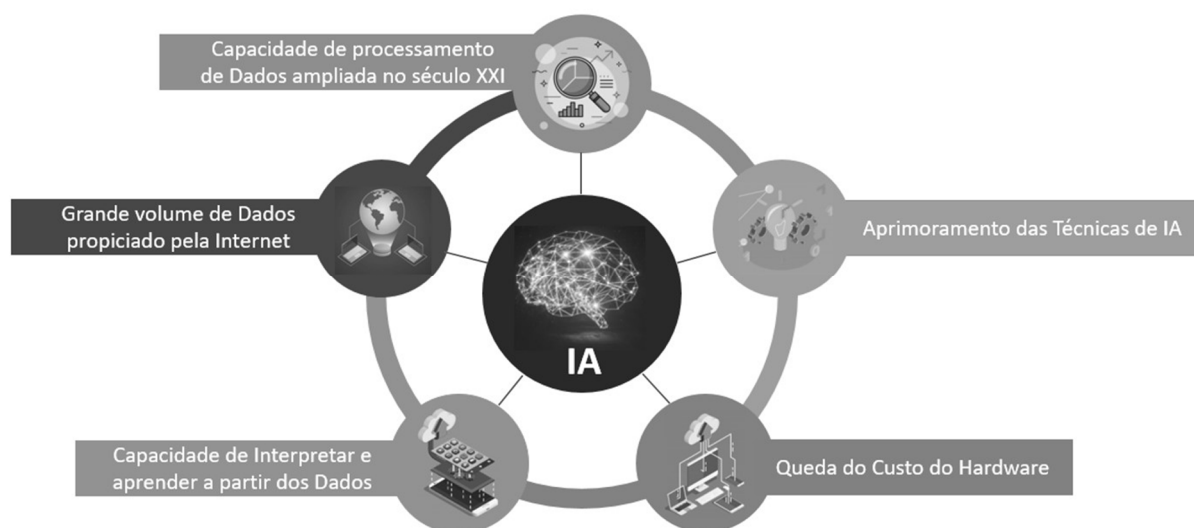 Capacidade de processamento
de Dados ampliada no século XXI
Grande volume de Dados
propiciado pela Internet
Aprimoramento das Técnicas de IA
IA
Capacidade de Interpretar e
aprender a partir dos Dados
Queda do Custo do Hardware